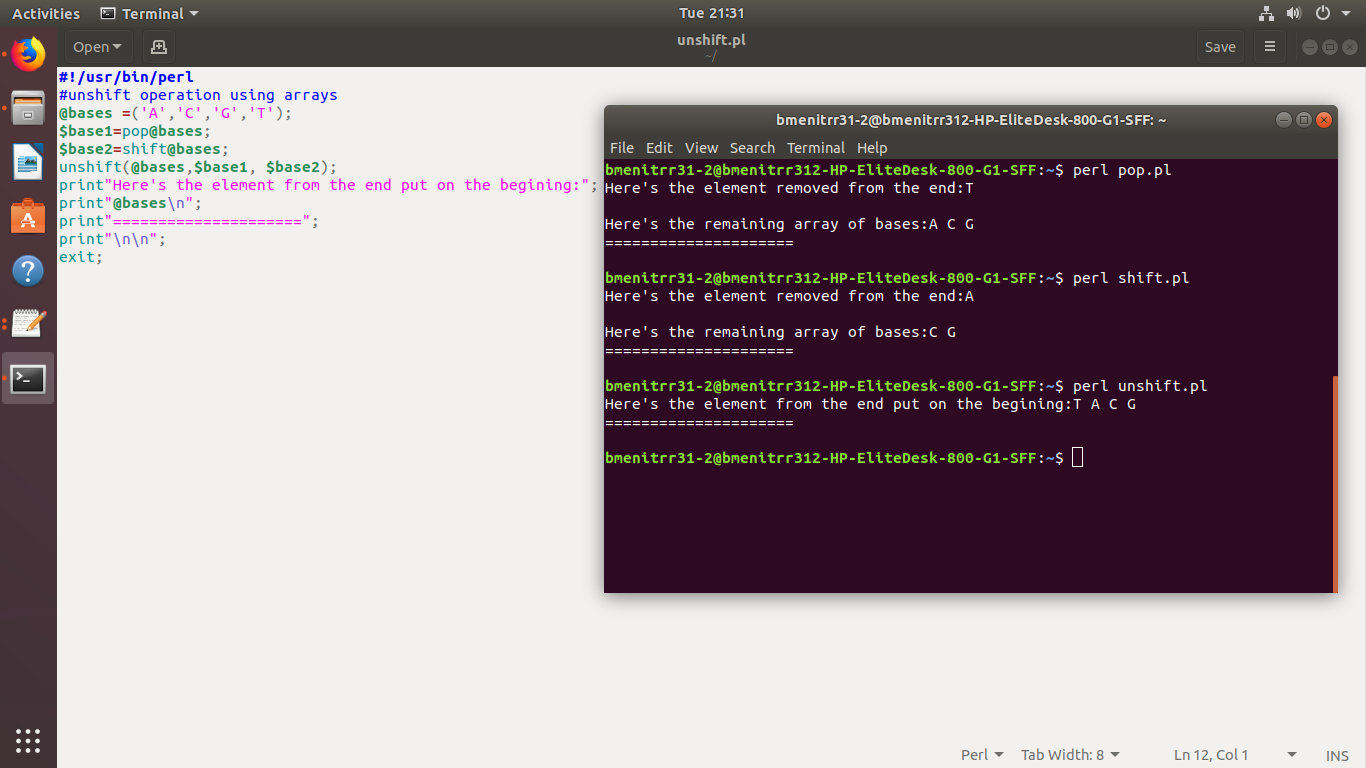 Activities Terminal Tue 21:31
Open unshift.pl Save
~/
#!/usr/bin/perl
#unshift operation using arrays
@bases =('A','C','G','T');
$base1=pop@bases;
$base2=shift@bases;
unshift(@bases,$base1, $base2);
print"Here's the element from the end put on the begining:";
print"@bases\n";
print"=====================";
print"\n\n";
exit;
bmenitrr31-2@bmenitrr312-HP-EliteDesk-800-G1-SFF: ~
File Edit View Search Terminal Help
bmenitrr31-2@bmenitrr312-HP-EliteDesk-800-G1-SFF:~$ perl pop.pl
Here's the element removed from the end:T
Here's the remaining array of bases:A C G
=====================
bmenitrr31-2@bmenitrr312-HP-EliteDesk-800-G1-SFF:~$ perl shift.pl
Here's the element removed from the end:A
Here's the remaining array of bases:C G
=====================
bmenitrr31-2@bmenitrr312-HP-EliteDesk-800-G1-SFF:~$ perl unshift.pl
Here's the element from the end put on the begining:T A C G
=====================
bmenitrr31-2@bmenitrr312-HP-EliteDesk-800-G1-SFF:~$
Perl Tab Width: 8 Ln 12, Col 1 INS